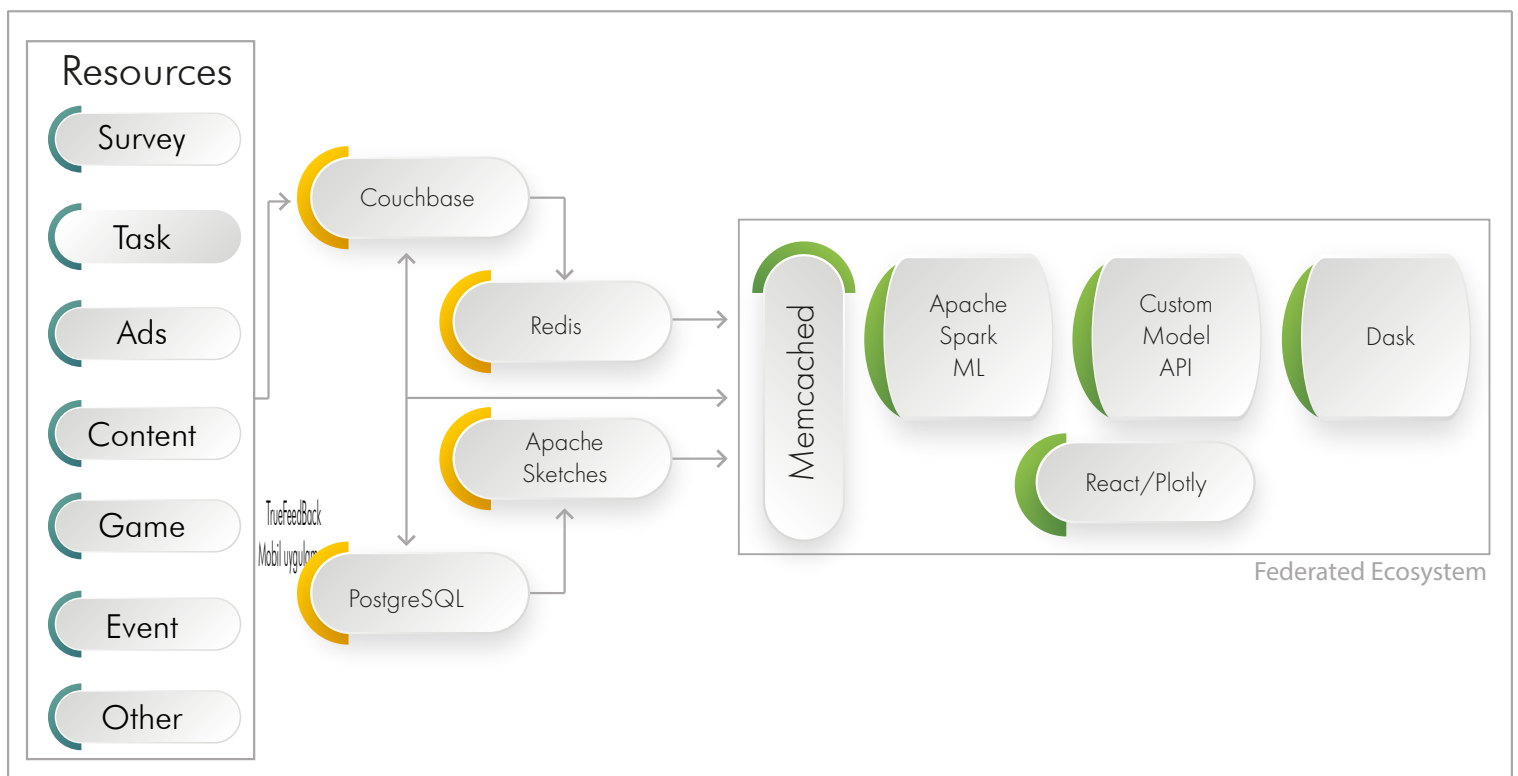 Resources
Survey
Task
Ads
Content
Game
Event
Other
TrueFeedBack
Mobil
Couchbase
Redis
Apache
Sketches
PostgreSQL
Memcached
Apache
Spark
ML
Custom
Model
API
Dask
React/Plotly
Federated Ecosystem